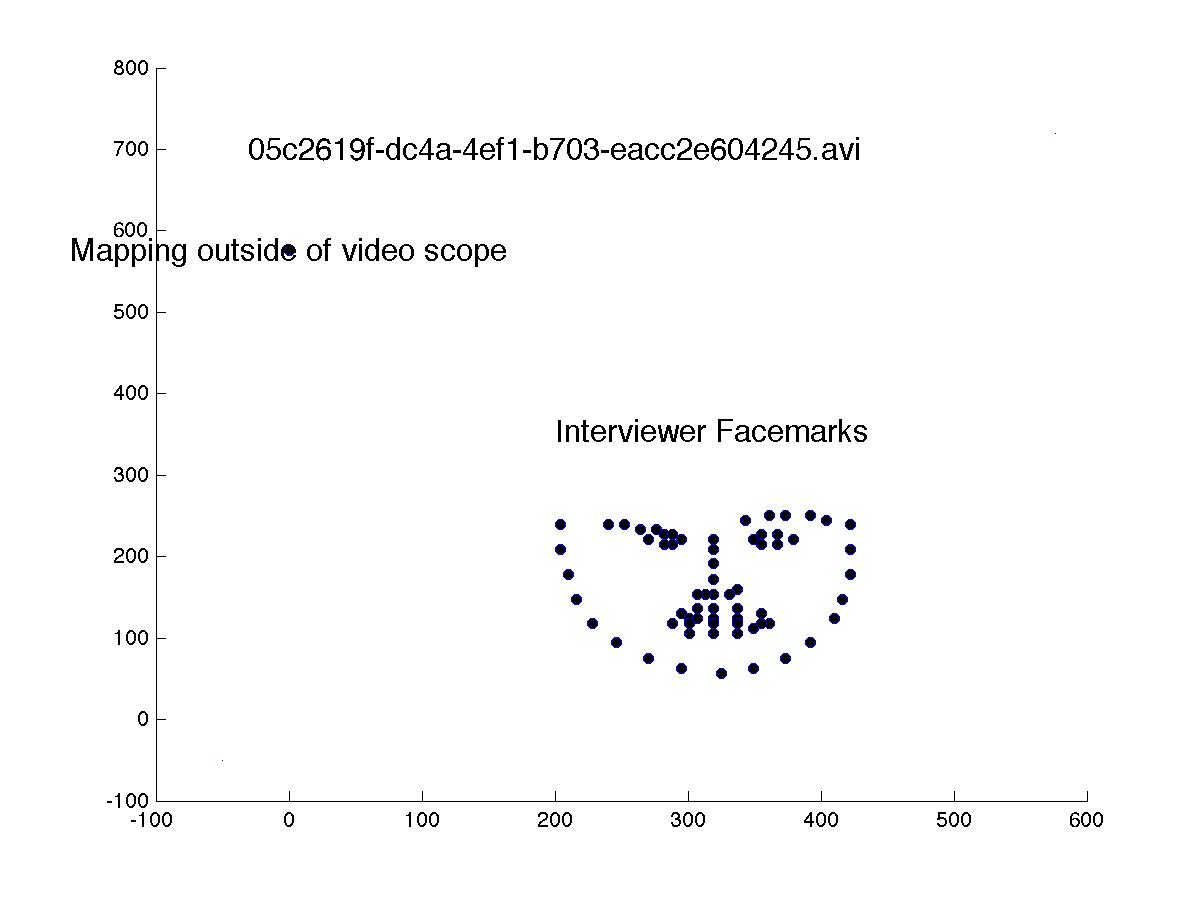 800
05c2619f-dc4a-4ef1-b703-eacc2e604245.avi
700
600
Mapping outside of video scope
500
400
Interviewer Facemarks
300
200
100
0
-100
-100 0 100 200 300 400 500 600